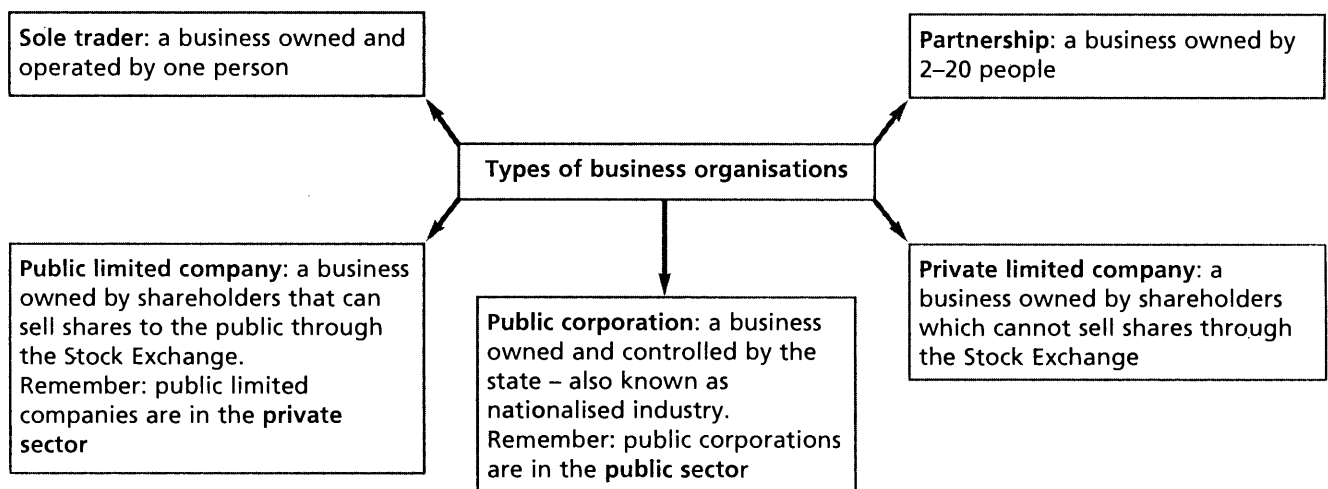 Sole trader: a business owned and
operated by one person
Partnership: a business owned by
2–20 people
Types of business organisations
Public limited company: a business
owned by shareholders that can
sell shares to the public through
the Stock Exchange.
Remember: public limited
companies are in the private
sector
Public corporation: a business
owned and controlled by the
state – also known as
nationalised industry.
Remember: public corporations
are in the public sector
Private limited company: a
business owned by shareholders
which cannot sell shares through
the Stock Exchange